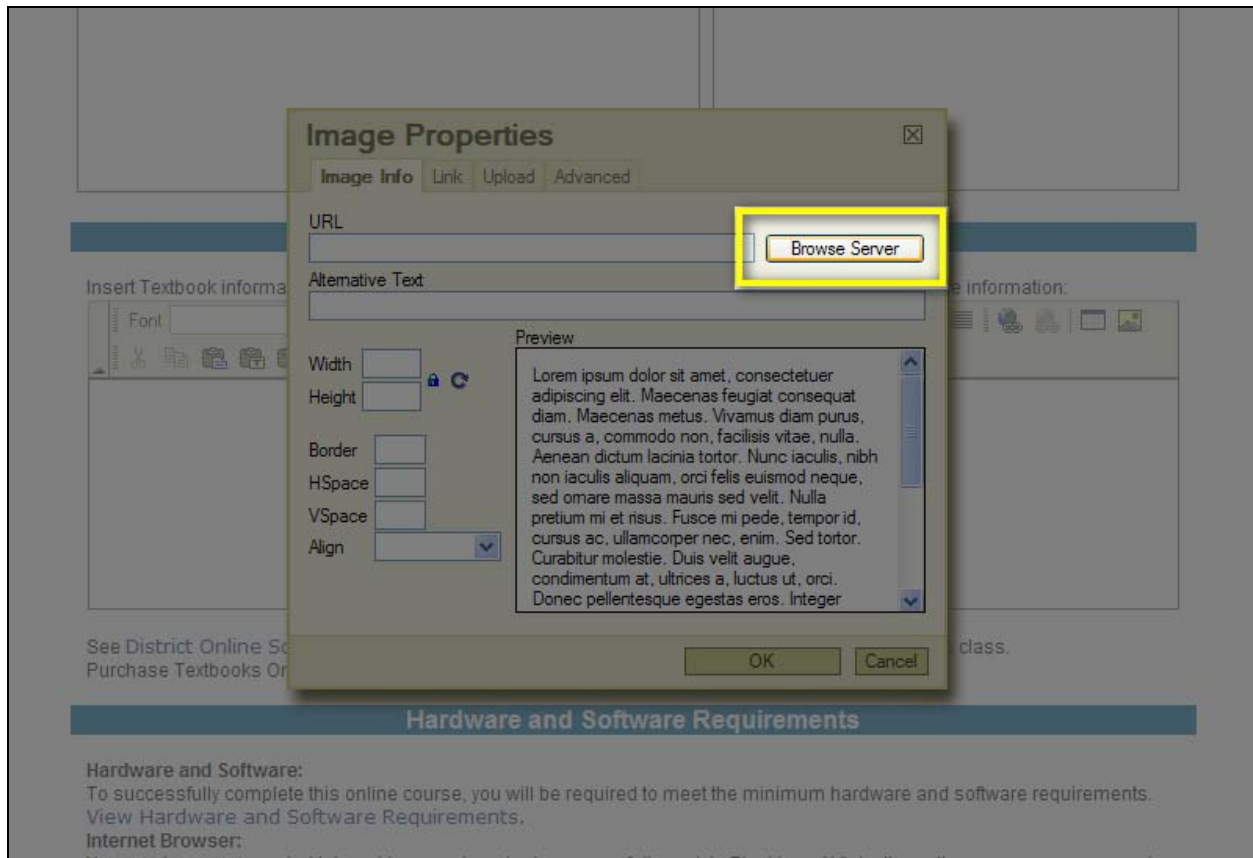 Image Properties
Image Info Link Upload Advanced
URL
Browse Server
Alternative Text
Insert Textbook informa
e information:
Font
Preview
Width
Height
Border
HSpace
VSpace
Align
Lorem ipsum dolor sit amet, consectetuer
adipiscing elit. Maecenas feugiat consequat
diam. Maecenas metus. Vivamus diam purus,
cursus a, commodo non, facilisis vitae, nulla.
Aenean dictum lacinia tortor. Nunc iaculis, nibh
non iaculis aliquam, orci felis euismod neque,
sed ornare massa mauris sed velit. Nulla
pretium mi et risus. Fusce mi pede, tempor id,
cursus ac, ullamcorper nec, enim. Sed tortor.
Curabitur molestie. Duis velit augue,
condimentum at, ultrices a, luctus ut, orci.
Donec pellentesque egestas eros. Integer
OK Cancel
See District Online Sc
class.
Purchase Textbooks On
Hardware and Software Requirements
Hardware and Software:
To successfully complete this online course, you will be required to meet the minimum hardware and software requirements.
View Hardware and Software Requirements.
Internet Browser: